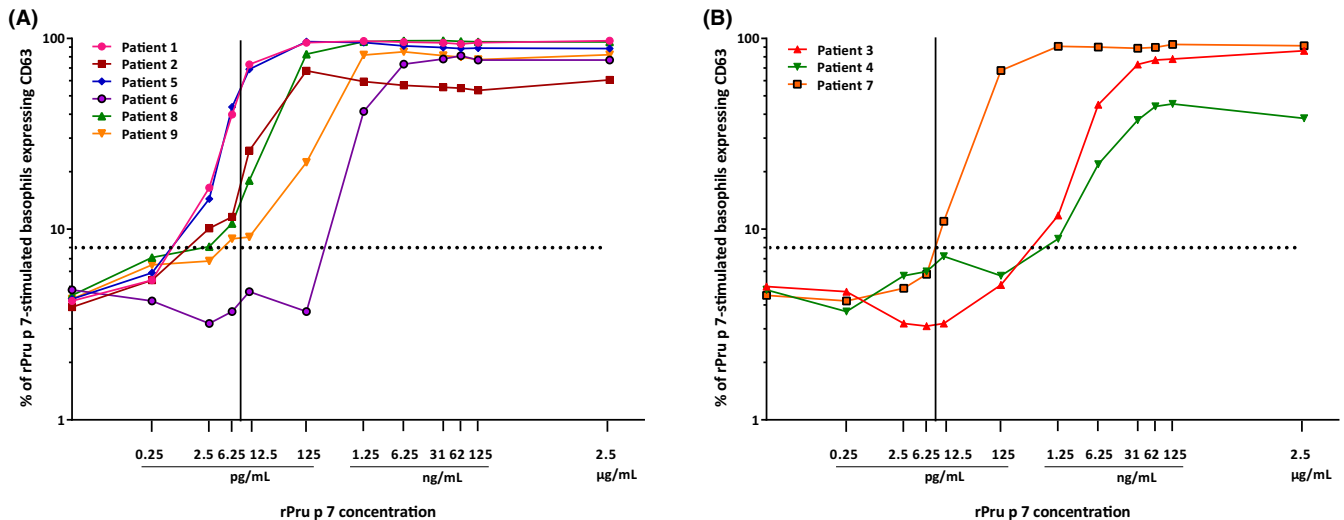 (A)
% of rPru p 7-stimulated basophils expressing CD63
100
10
1
Patient 1
Patient 2
Patient 5
Patient 6
Patient 8
Patient 9
0.25 2.5 6.25 12.5 125 1.25 6.25 31 62 125 2.5
pg/mL ng/mL µg/mL
rPru p 7 concentration
(B)
% of rPru p 7-stimulated basophils expressing CD63
100
10
1
Patient 3
Patient 4
Patient 7
0.25 2.5 6.25 12.5 125 1.25 6.25 31 62 125 2.5
pg/mL ng/mL µg/mL
rPru p 7 concentration